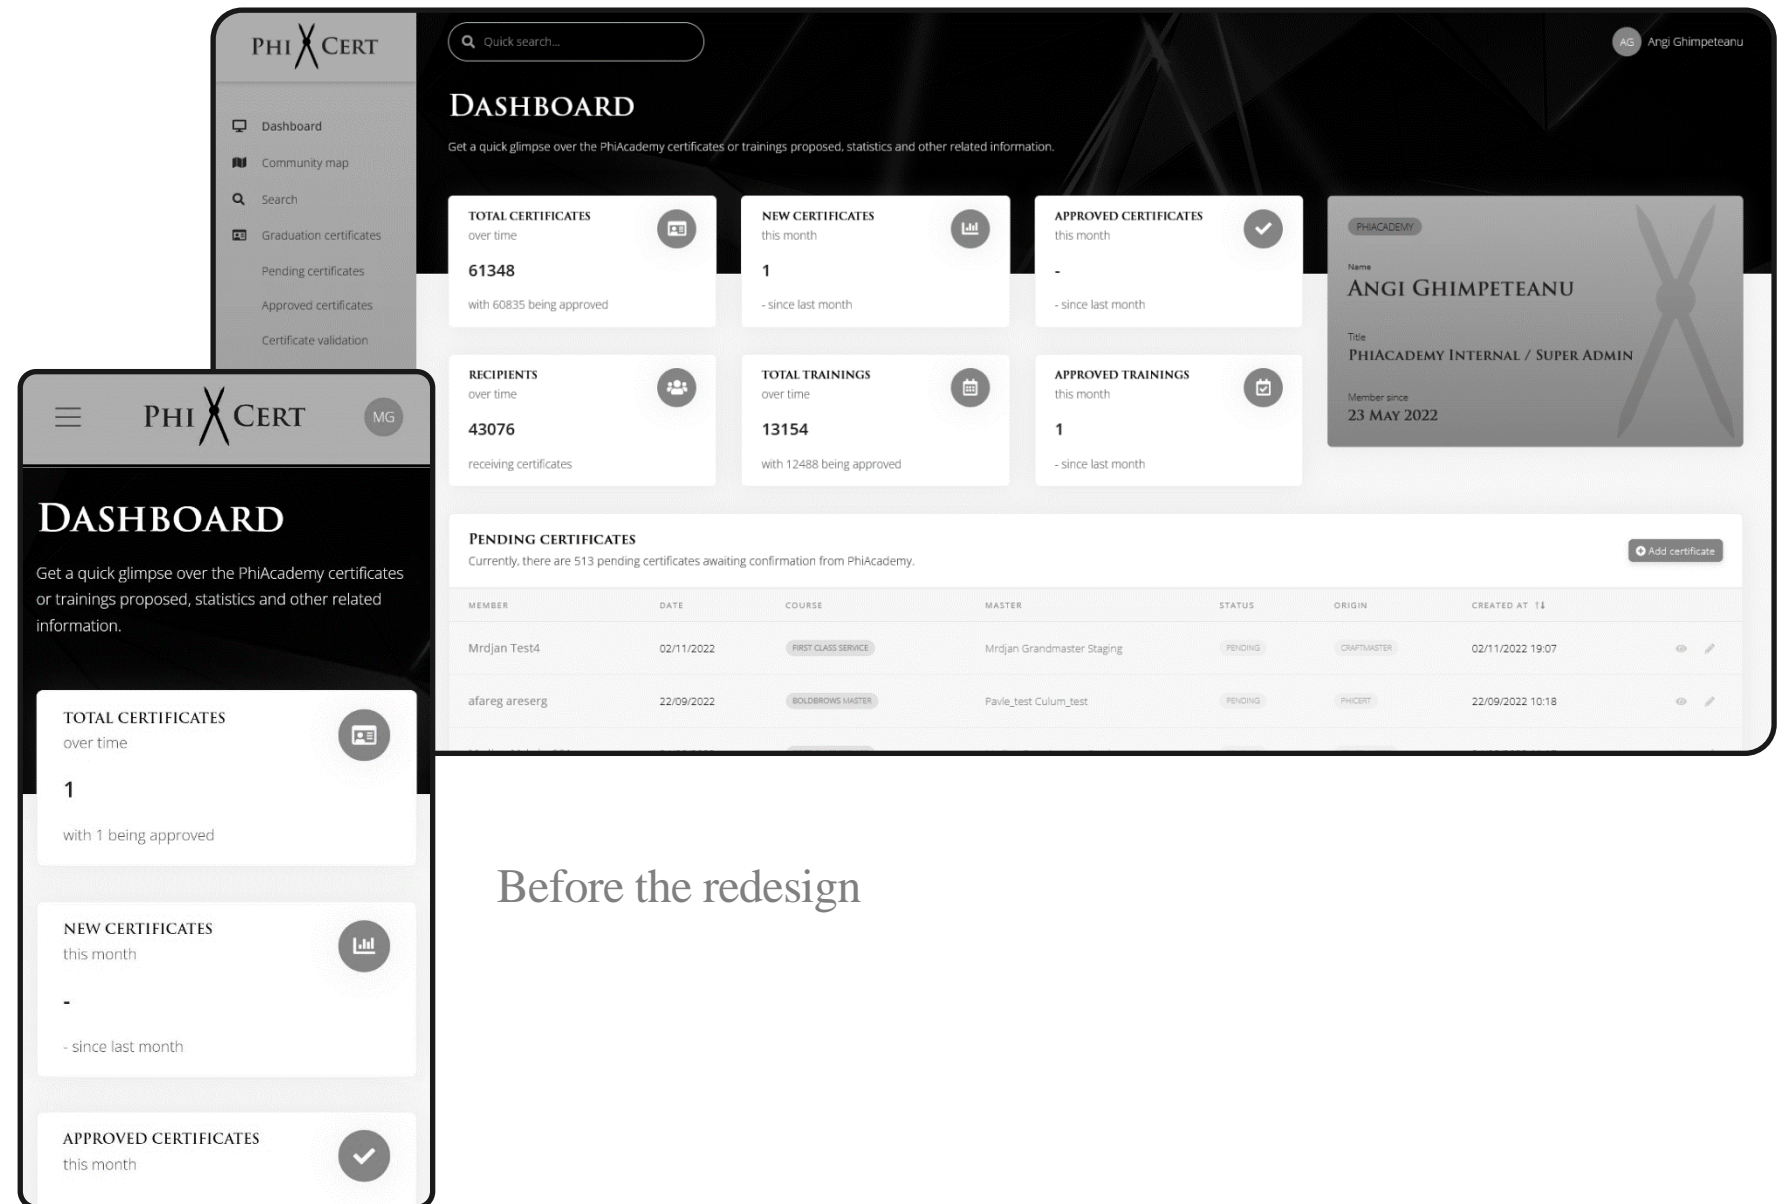 PHI CERT
Quick search...
AG Angi Ghimpeteanu
Dashboard
Community map
Search
Graduation certificates
Pending certificates
Approved certificates
Certificate validation
DASHBOARD
Get a quick glimpse over the PhiAcademy certificates or trainings proposed, statistics and other related information.
TOTAL CERTIFICATES
over time
61348
with 60835 being approved
NEW CERTIFICATES
this month
1
- since last month
APPROVED CERTIFICATES
this month
-
- since last month
PHIACADEMY
Name
ANGI GHIMPETEANU
Title
PHIACADEMY INTERNAL / SUPER ADMIN
Member since
23 MAY 2022
RECIPIENTS
over time
43076
receiving certificates
TOTAL TRAININGS
over time
13154
with 12488 being approved
APPROVED TRAININGS
this month
1
- since last month
PENDING CERTIFICATES
Currently, there are 513 pending certificates awaiting confirmation from PhiAcademy.
Add certificate
MEMBER DATE COURSE MASTER STATUS ORIGIN CREATED AT
Mrdjan Test4 02/11/2022 FIRST CLASS SERVICE Mrdjan Grandmaster Staging PENDING CRAFTMASTER 02/11/2022 19:07
afareg areserg 22/09/2022 BOLDBROWS MASTER Pavle_test Culum_test PENDING PHICERT 22/09/2022 10:18
PHI CERT
MG
DASHBOARD
Get a quick glimpse over the PhiAcademy certificates
or trainings proposed, statistics and other related
information.
TOTAL CERTIFICATES
over time
1
with 1 being approved
NEW CERTIFICATES
this month
-
- since last month
APPROVED CERTIFICATES
this month
Before the redesign